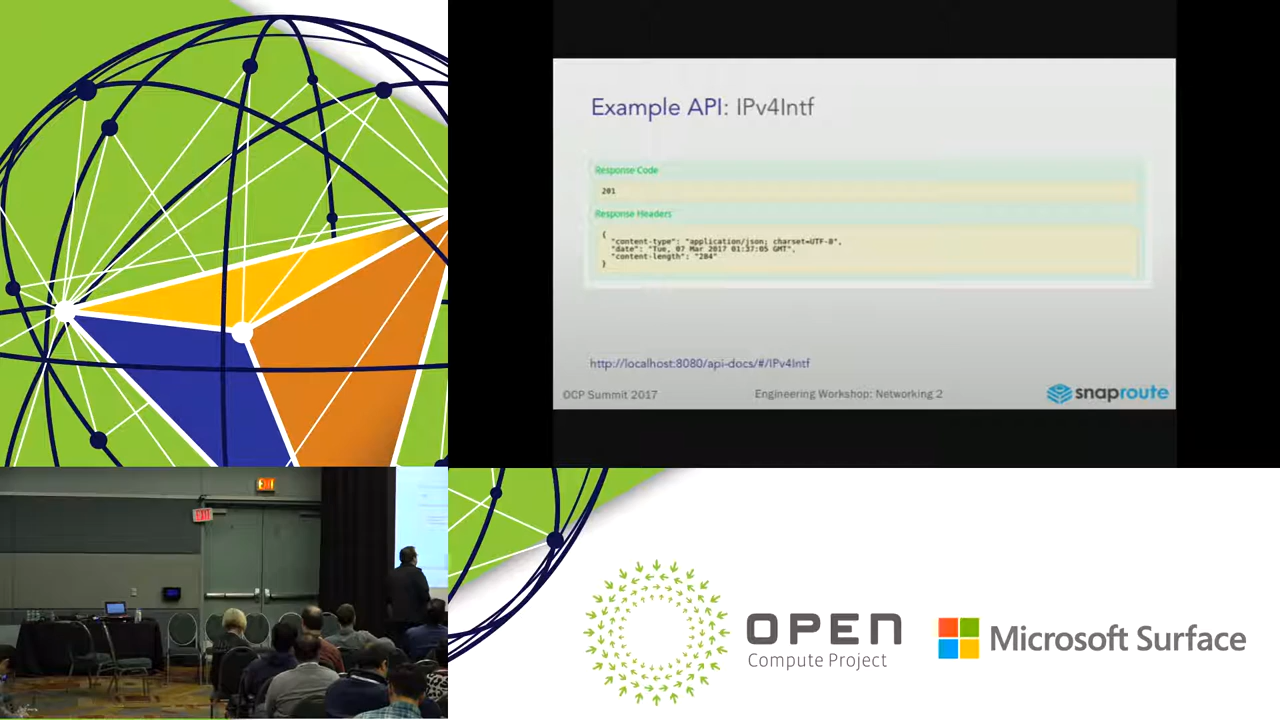 Example API: IPv4Intf
Response Code
201
Response Headers
{
"content-type": "application/json; charset=UTF-8",
"date": "Tue, 07 Mar 2017 01:37:05 GMT",
"content-length": "204"
}
http://localhost:8080/api-docs/#/IPv4Intf
OCP Summit 2017
Engineering Workshop: Networking 2
snaproute
OPEN
Compute Project
Microsoft Surface